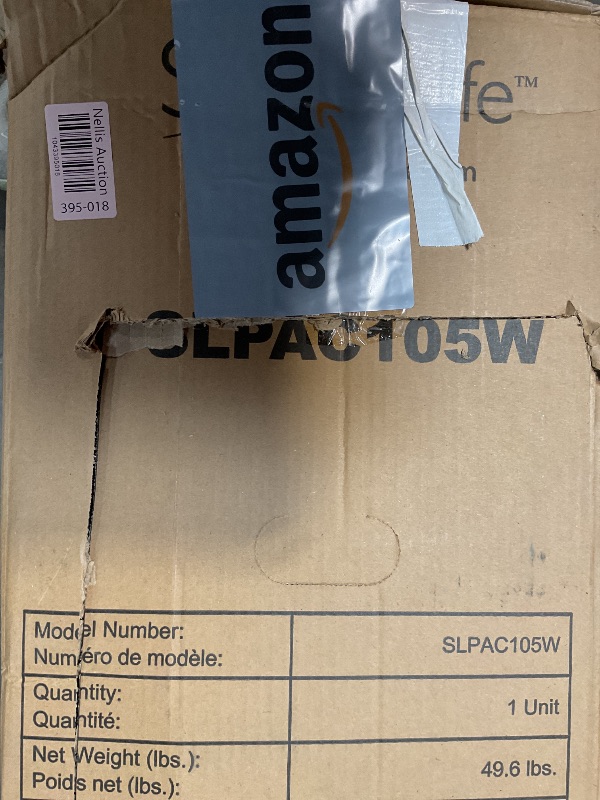 amazon
fe™
m
Nellis Auction
1043395018
395-018
SLPAC105W
Model Number:
Numéro de modèle:
SLPAC105W
Quantity:
Quantité:
1 Unit
Net Weight (lbs.):
Poids net (lbs.):
49.6 lbs.